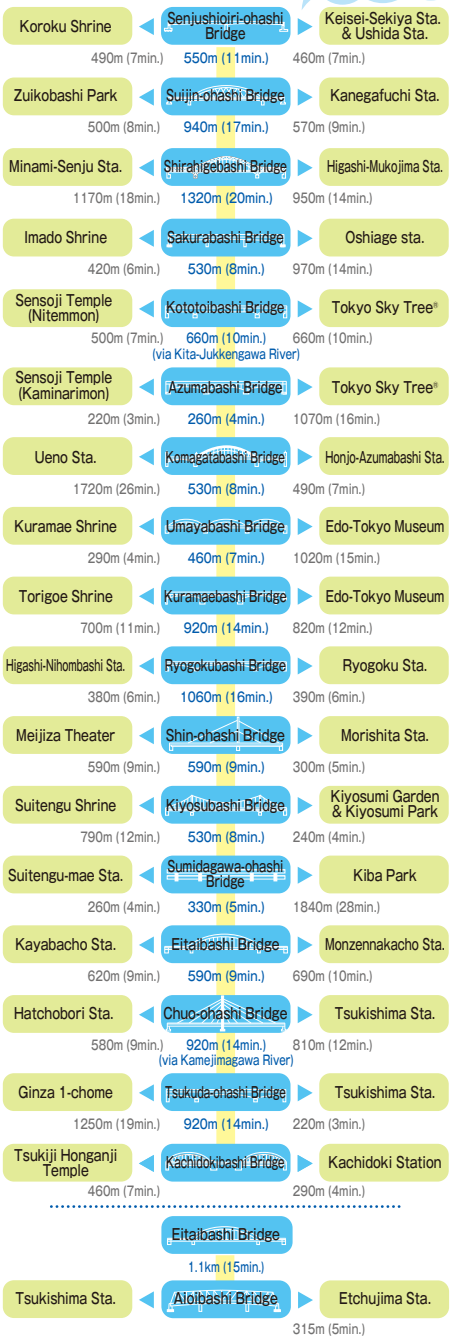 Koroku Shrine
Senjushioiri-ohashi
Bridge
Keisei-Sekiya Sta.
& Ushida Sta.
490m (7min.)
550m (11min.)
460m (7min.)
Zuikobashi Park
Suijin-ohashi Bridge
Kanegafuchi Sta.
500m (8min.)
940m (17min.)
570m (9min.)
Minami-Senju Sta.
Shirahigebashi Bridge
Higashi-Mukojima Sta.
1170m (18min.)
1320m (20min.)
950m (14min.)
Imado Shrine
Sakurabashi Bridge
Oshiage sta.
420m (6min.)
530m (8min.)
970m (14min.)
Sensoji Temple
(Nitemmon)
Kototoibashi Bridge
Tokyo Sky Tree®
500m (7min.)
660m (10min.)
(via Kita-Jukkengawa River)
660m (10min.)
Sensoji Temple
(Kaminarimon)
Azumabashi Bridge
Tokyo Sky Tree®
220m (3min.)
260m (4min.)
1070m (16min.)
Ueno Sta.
Komagatabashi Bridge
Honjo-Azumabashi Sta.
1720m (26min.)
530m (8min.)
490m (7min.)
Kuramae Shrine
Umayabashi Bridge
Edo-Tokyo Museum
290m (4min.)
460m (7min.)
1020m (15min.)
Torigoe Shrine
Kuramaebashi Bridge
Edo-Tokyo Museum
700m (11min.)
920m (14min.)
820m (12min.)
Higashi-Nihombashi Sta.
Ryogokubashi Bridge
Ryogoku Sta.
380m (6min.)
1060m (16min.)
390m (6min.)
Meijiza Theater
Shin-ohashi Bridge
Morishita Sta.
590m (9min.)
590m (9min.)
300m (5min.)
Suitengu Shrine
Kiyosubashi Bridge
Kiyosumi Garden
& Kiyosumi Park
790m (12min.)
530m (8min.)
240m (4min.)
Suitengu-mae Sta.
Sumidagawa-ohashi
Bridge
Kiba Park
260m (4min.)
330m (5min.)
1840m (28min.)
Kayabacho Sta.
Eitaibashi Bridge
Monzennakacho Sta.
620m (9min.)
590m (9min.)
690m (10min.)
Hatchobori Sta.
Chuo-ohashi Bridge
Tsukishima Sta.
580m (9min.)
920m (14min.)
(via Kamejimagawa River)
810m (12min.)
Ginza 1-chome
Tsukuda-ohashi Bridge
Tsukishima Sta.
1250m (19min.)
920m (14min.)
220m (3min.)
Tsukiji Honganji
Temple
Kachidokibashi Bridge
Kachidoki Station
460m (7min.)
290m (4min.)
Eitaibashi Bridge
1.1km (15min.)
Tsukishima Sta.
Aioibashi Bridge
Etchujima Sta.
315m (5min.)